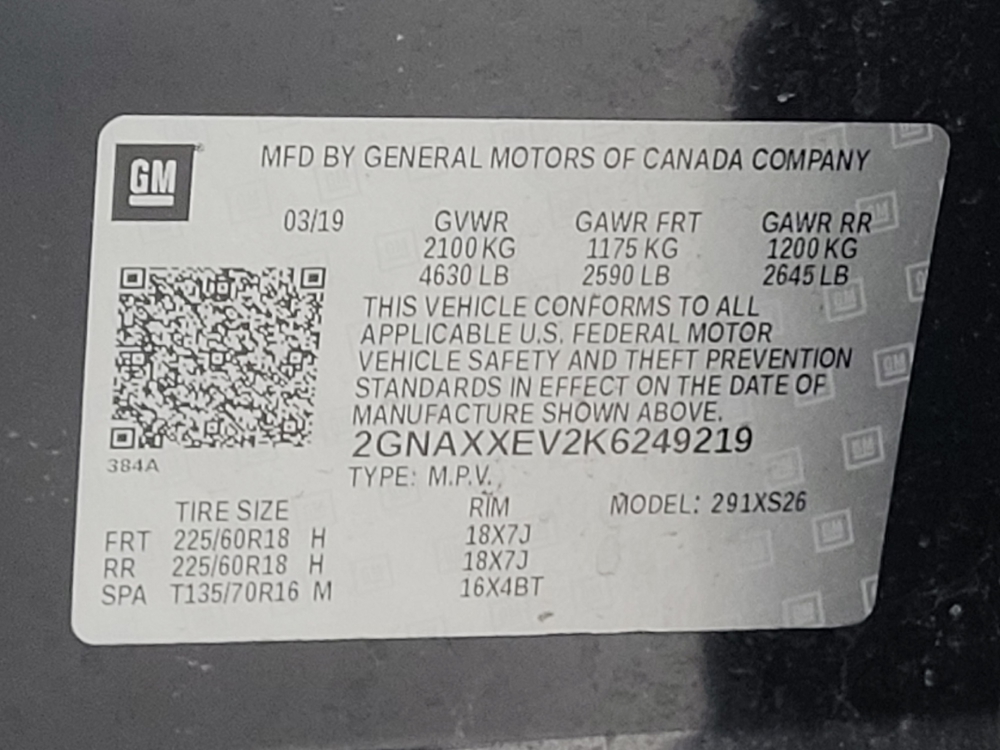 GM
MFD BY GENERAL MOTORS OF CANADA COMPANY
03/19 GVWR GAWR FRT GAWR RR
2100 KG 1175 KG 1200 KG
4630 LB 2590 LB 2645 LB
THIS VEHICLE CONFORMS TO ALL
APPLICABLE U.S. FEDERAL MOTOR
VEHICLE SAFETY AND THEFT PREVENTION
STANDARDS IN EFFECT ON THE DATE OF
MANUFACTURE SHOWN ABOVE.
2GNAXXEV2K6249219
384A
TYPE: M.P.V.
TIRE SIZE RIM MODEL: 291XS26
FRT 225/60R18 H 18X7J
RR 225/60R18 H 18X7J
SPA T135/70R16 M 16X4BT